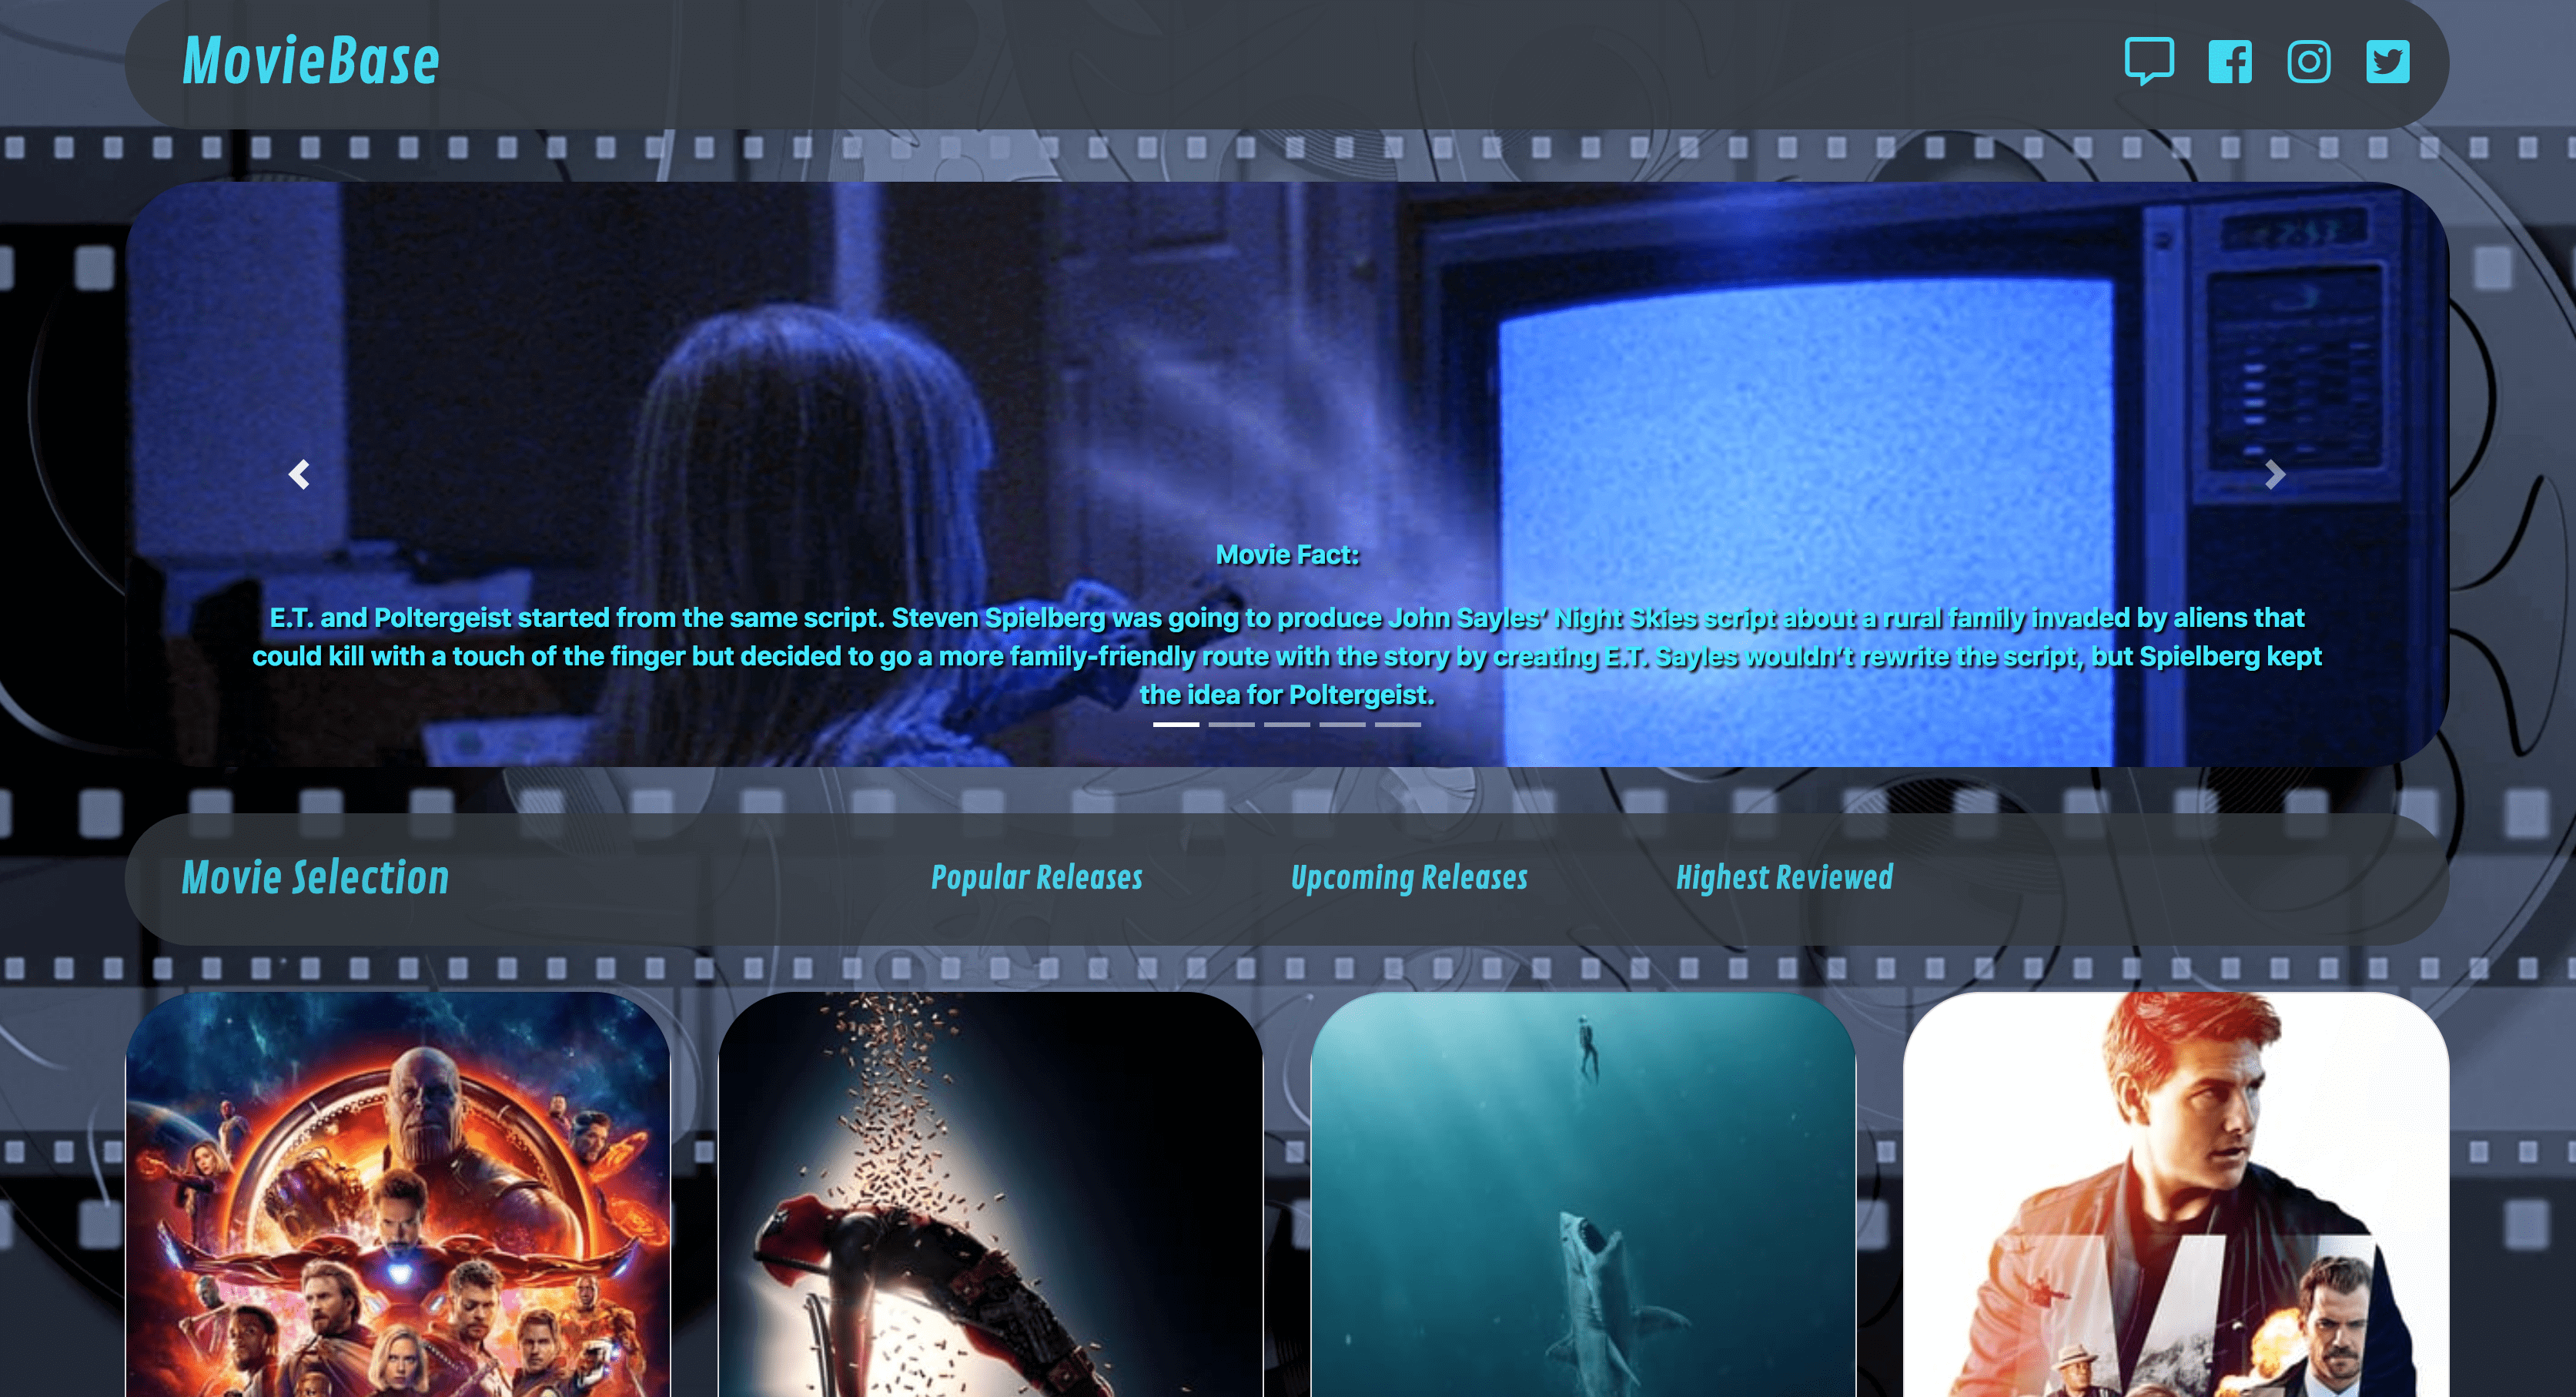 MovieBase
Movie Fact:
E.T. and Poltergeist started from the same script. Steven Spielberg was going to produce John Sayles’ Night Skies script about a rural family invaded by aliens that
could kill with a touch of the finger but decided to go a more family-friendly route with the story by creating E.T. Sayles wouldn’t rewrite the script, but Spielberg kept
the idea for Poltergeist.
Movie Selection
Popular Releases
Upcoming Releases
Highest Reviewed